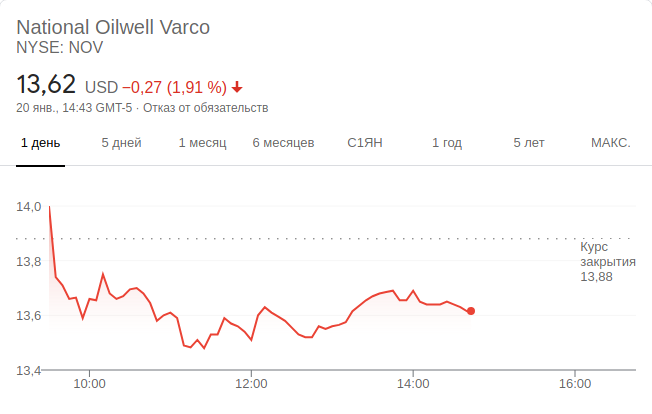 National Oilwell Varco
NYSE: NOV
13,62 USD −0,27 (1,91 %)
20 янв., 14:43 GMT-5 · Отказ от обязательств
1 день 5 дней 1 месяц 6 месяцев С1ЯН 1 год 5 лет МАКС.
14,0
13,8
13,6
13,4
Курс
закрытия
13,88
10:00 12:00 14:00 16:00